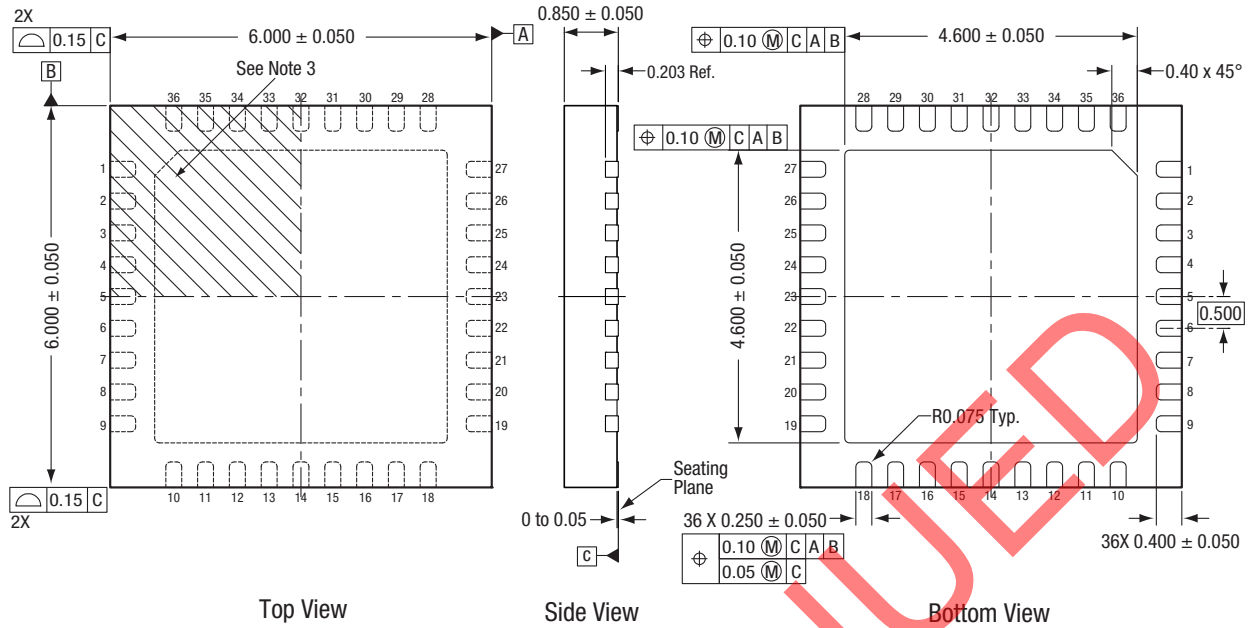 2X
⌓ 0.15 C
6.000 ± 0.050
A
B
See Note 3
36 35 34 33 32 31 30 29 28
1
2
3
4
5
6
7
8
9
27
26
25
24
23
22
21
20
19
10 11 12 13 14 15 16 17 18
6.000 ± 0.050
⌓ 0.15 C
2X
Top View
0.850 ± 0.050
0.203 Ref.
Seating
Plane
0 to 0.05
C
Side View
⌖ 0.10 Ⓜ C A B
4.600 ± 0.050
0.40 x 45°
28 29 30 31 32 33 34 35 36
⌖ 0.10 Ⓜ C A B
27
26
25
24
23
22
21
20
19
1
2
3
4
5
6
7
8
9
4.600 ± 0.050
0.500
R0.075 Typ.
18 17 16 15 14 13 12 11 10
36 X 0.250 ± 0.050
⌖ 0.10 Ⓜ C A B
0.05 Ⓜ C
36X 0.400 ± 0.050
Bottom View
UED